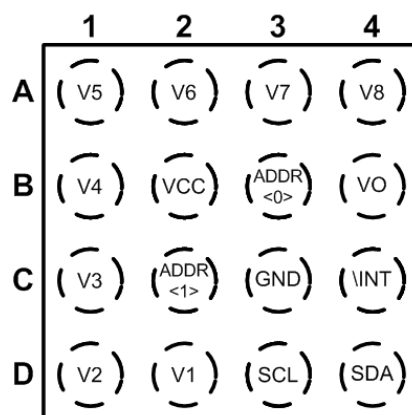 1 2 3 4
A V5 V6 V7 V8
B V4 VCC ADDR <0> VO
C V3 ADDR <1> GND \INT
D V2 V1 SCL SDA